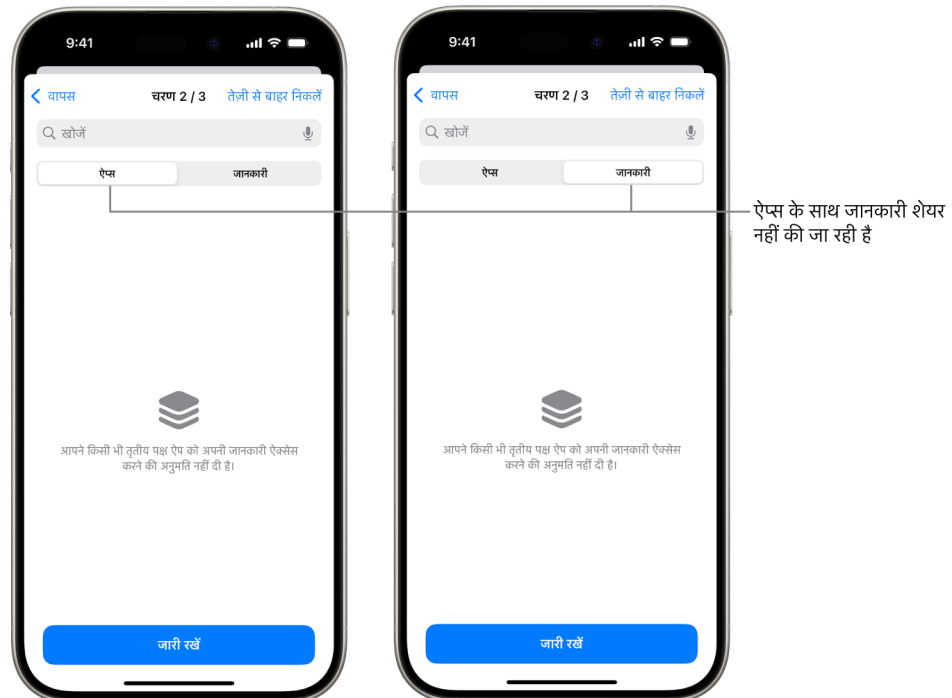 9:41
वापस
चरण 2 / 3
तेज़ी से बाहर निकलें
खोजें
ऐप्स
जानकारी
आपने किसी भी तृतीय पक्ष ऐप को अपनी जानकारी ऐक्सेस
करने की अनुमति नहीं दी है।
जारी रखें
9:41
वापस
चरण 2 / 3
तेज़ी से बाहर निकलें
खोजें
ऐप्स
जानकारी
आपने किसी भी तृतीय पक्ष ऐप को अपनी जानकारी ऐक्सेस
करने की अनुमति नहीं दी है।
जारी रखें
ऐप्स के साथ जानकारी शेयर
नहीं की जा रही है